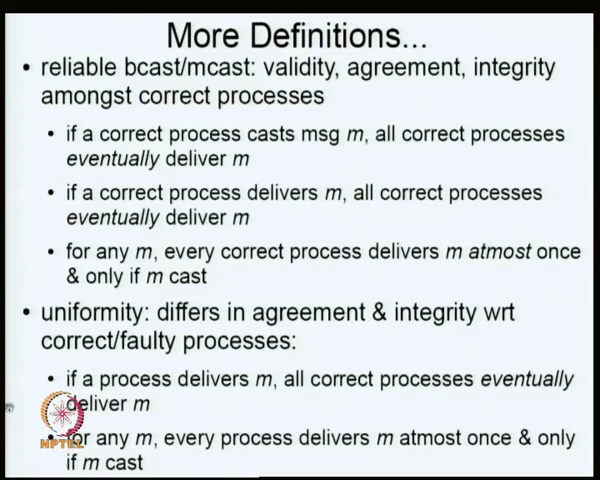 More Definitions...
• reliable bcast/mcast: validity, agreement, integrity
amongst correct processes
• if a correct process casts msg m, all correct processes
eventually deliver m
• if a correct process delivers m, all correct processes
eventually deliver m
• for any m, every correct process delivers m atmost once
& only if m cast
• uniformity: differs in agreement & integrity wrt
correct/faulty processes:
• if a process delivers m, all correct processes eventually
deliver m
• for any m, every process delivers m atmost once & only
if m cast
NPTEL